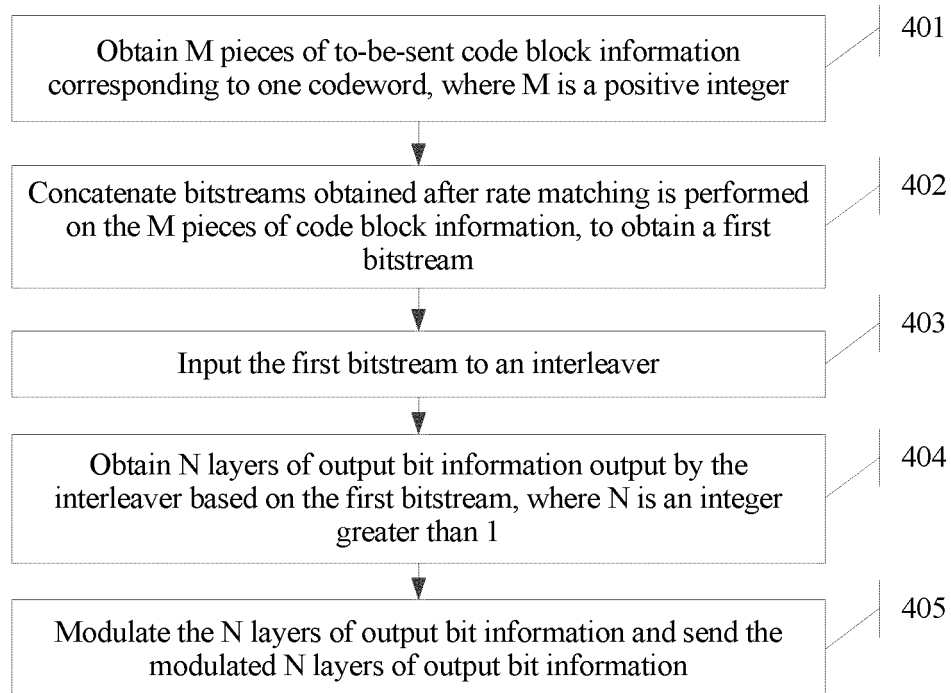 401
Obtain M pieces of to-be-sent code block information
corresponding to one codeword, where M is a positive integer
402
Concatenate bitstreams obtained after rate matching is performed
on the M pieces of code block information, to obtain a first
bitstream
403
Input the first bitstream to an interleaver
404
Obtain N layers of output bit information output by the
interleaver based on the first bitstream, where N is an integer
greater than 1
405
Modulate the N layers of output bit information and send the
modulated N layers of output bit information